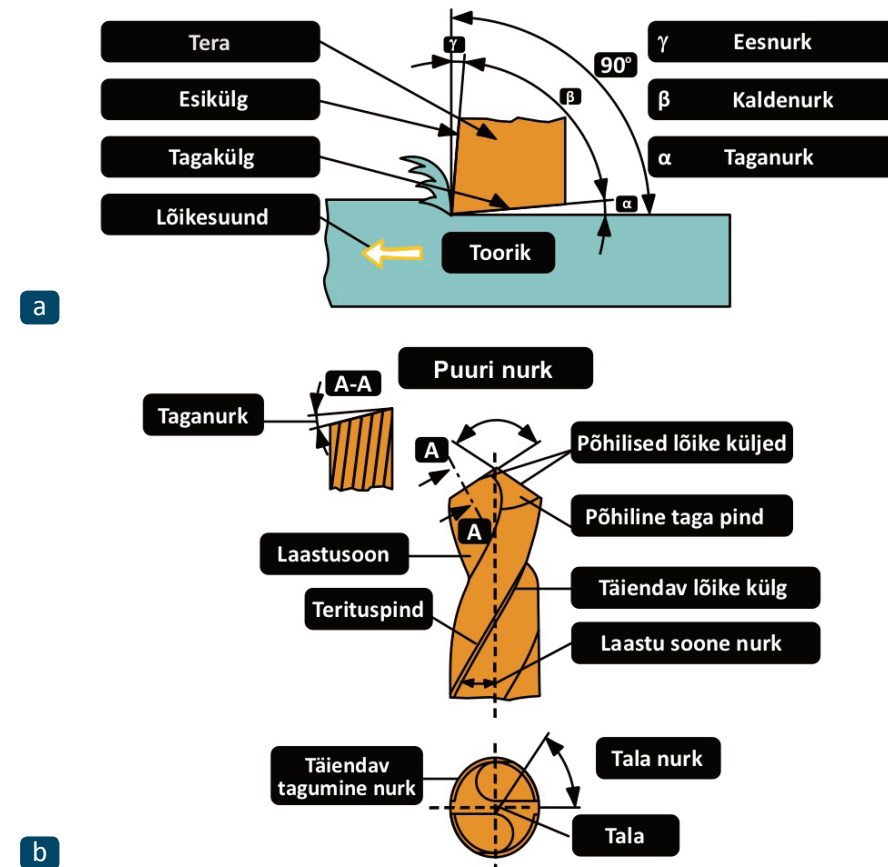 Tera
Esikülg
Tagakülg
Lõikesuund
γ
90°
β
α
Toorik
γ Eesnurk
β Kaldenurk
α Taganurk
a
Puuri nurk
A-A
Taganurk
A
A
Põhilised lõike küljed
Põhiline taga pind
Laastusoon
Täiendav lõike külg
Terituspind
Laastu soone nurk
Täiendav
tagumine nurk
Tala nurk
Tala
b